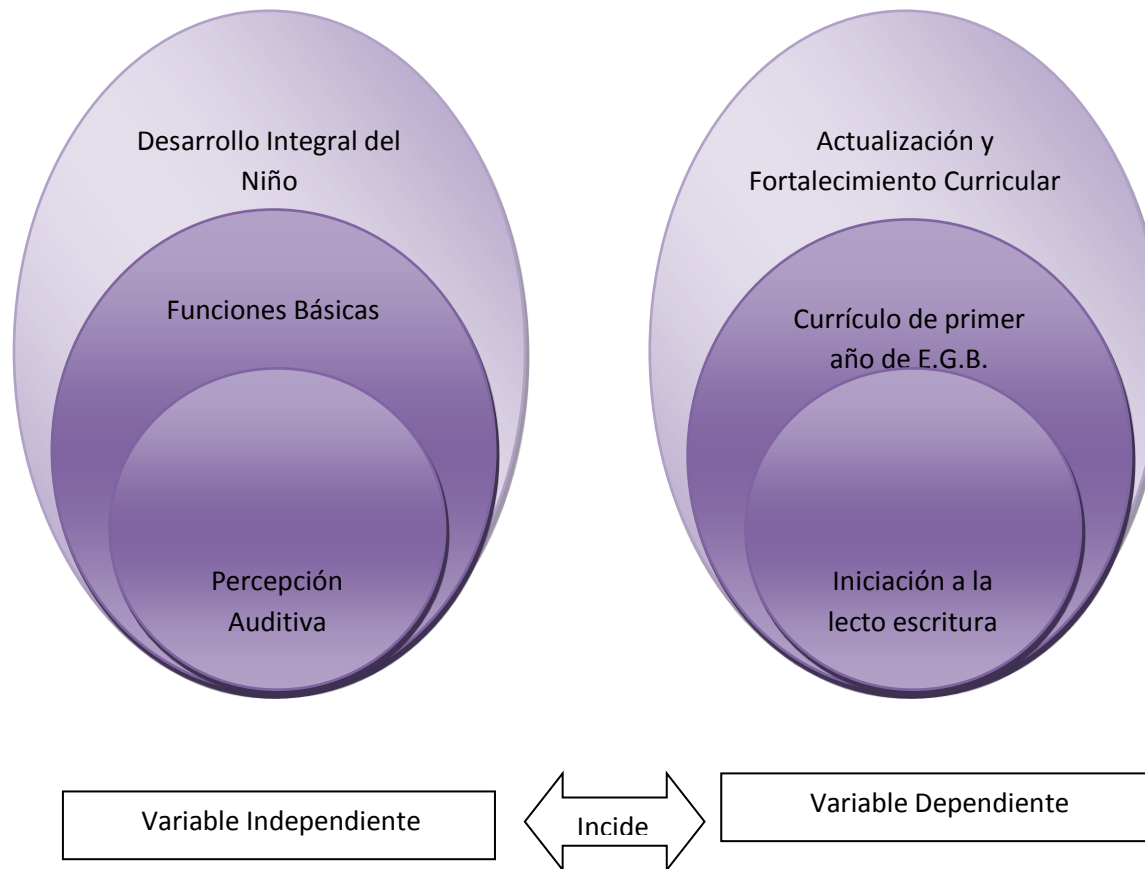 Desarrollo Integral del
Niño
Funciones Básicas
Percepción
Auditiva
Actualización y
Fortalecimiento Curricular
Currículo de primer
año de E.G.B.
Iniciación a la
lecto escritura
Variable Independiente
Incide
Variable Dependiente